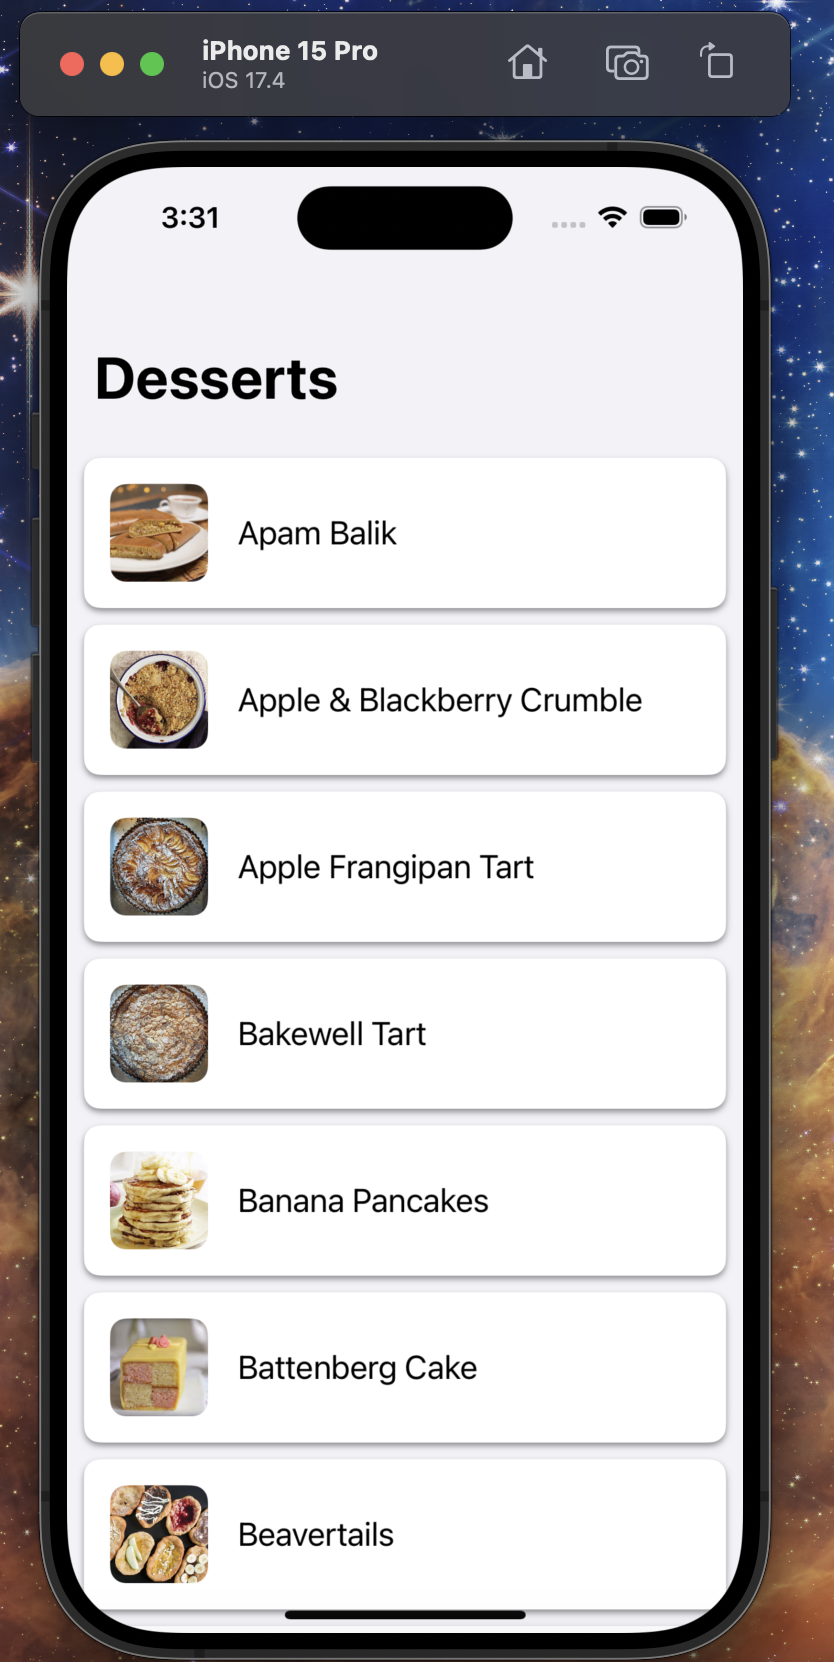 iPhone 15 Pro
iOS 17.4
3:31
Desserts
Apam Balik
Apple & Blackberry Crumble
Apple Frangipan Tart
Bakewell Tart
Banana Pancakes
Battenberg Cake
Beavertails